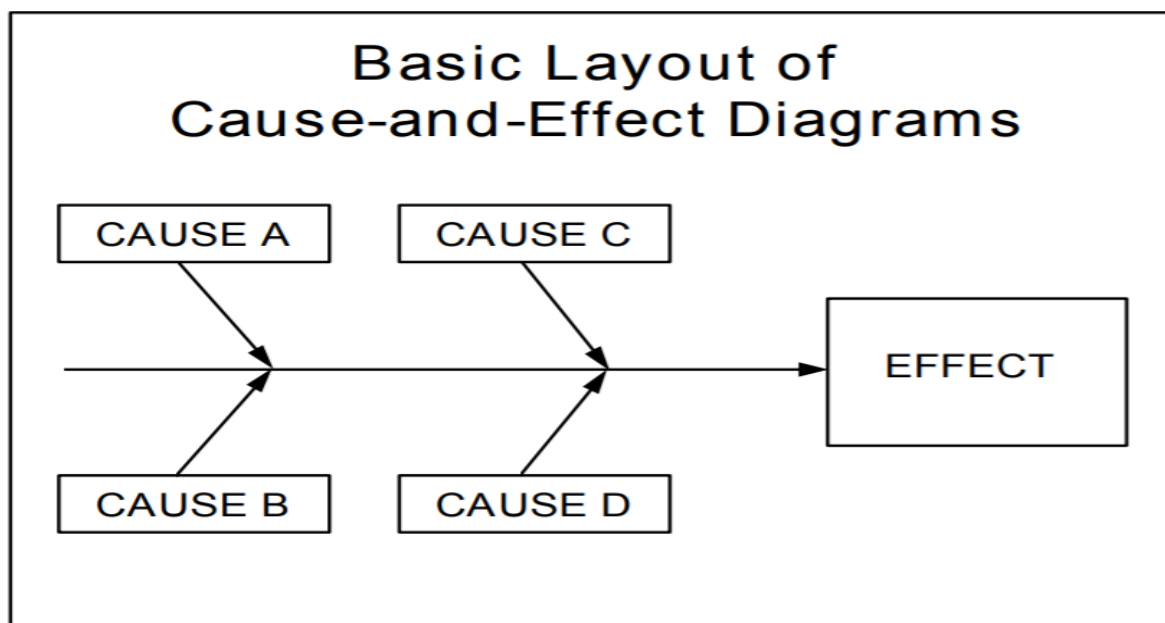 Basic Layout of
Cause-and-Effect Diagrams
CAUSE A
CAUSE C
EFFECT
CAUSE B
CAUSE D